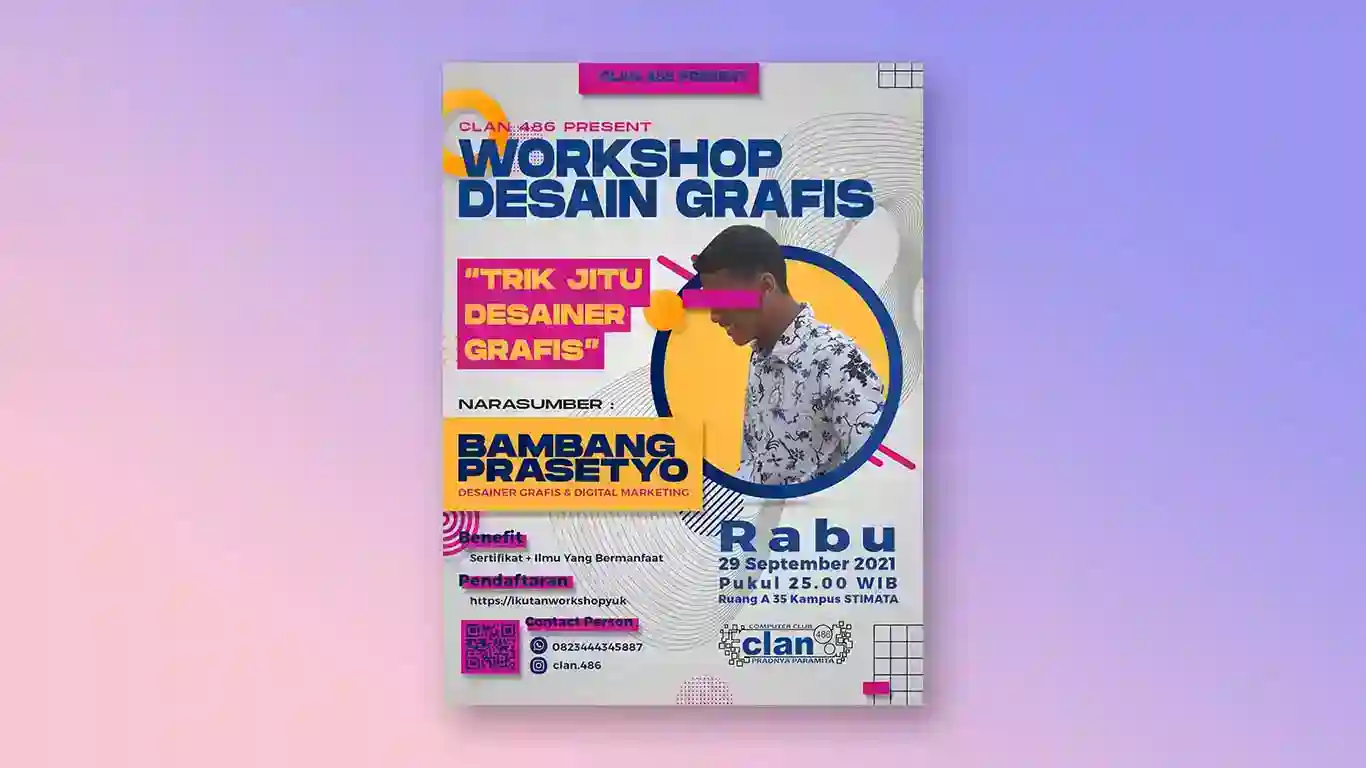 CLAN 486 PRESENT
CLAN 486 PRESENT
WORKSHOP
DESAIN GRAFIS
“TRIK JITU
DESAINER
GRAFIS”
NARASUMBER :
BAMBANG
PRASETYO
DESAINER GRAFIS & DIGITAL MARKETING
Benefit
Sertifikat + Ilmu Yang Bermanfaat
Pendaftaran
https://ikutanworkshopyuk
Contact Person
0823444345887
clan.486
Rabu
29 September 2021
Pukul 25.00 WIB
Ruang A 35 Kampus STIMATA
COMPUTER CLUB
clan 486
PRADNYA PARAMITA